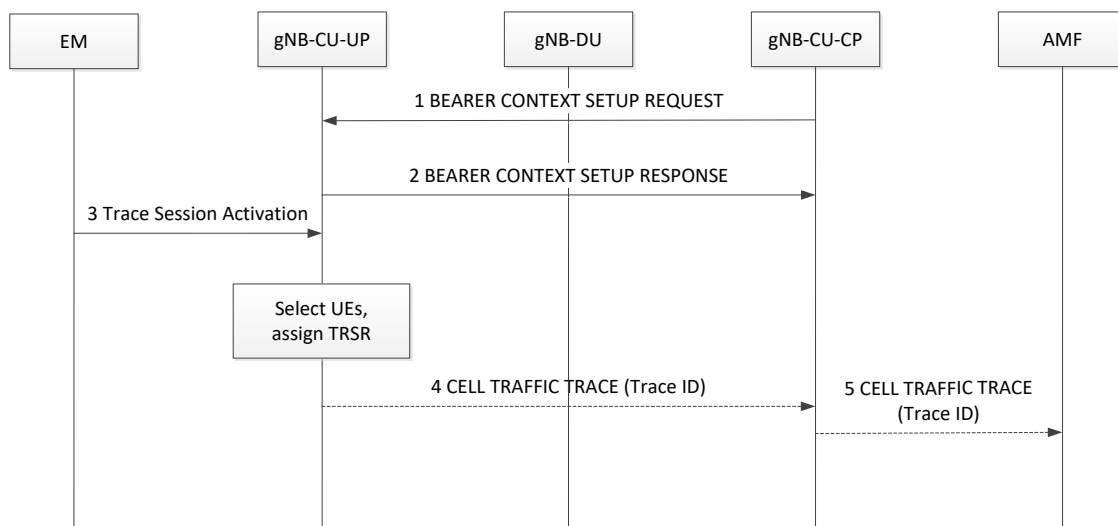 EM
gNB-CU-UP
gNB-DU
gNB-CU-CP
AMF
1 BEARER CONTEXT SETUP REQUEST
2 BEARER CONTEXT SETUP RESPONSE
3 Trace Session Activation
Select UEs,
assign TRSR
4 CELL TRAFFIC TRACE (Trace ID)
5 CELL TRAFFIC TRACE
(Trace ID)